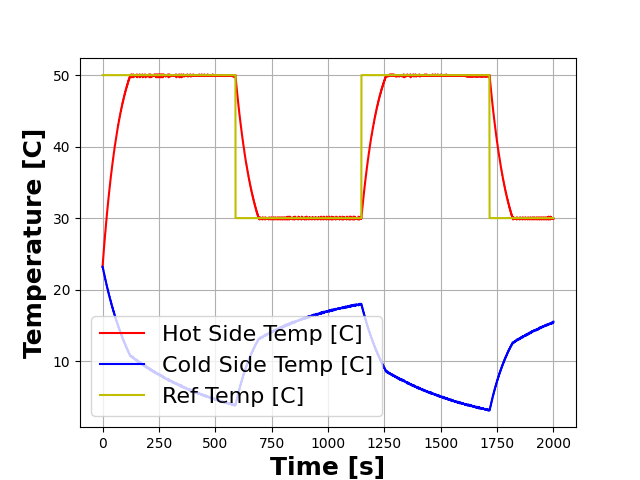 50
40
30
20
10
Temperature [C]
Hot Side Temp [C]
Cold Side Temp [C]
Ref Temp [C]
0 250 500 750 1000 1250 1500 1750 2000
Time [s]